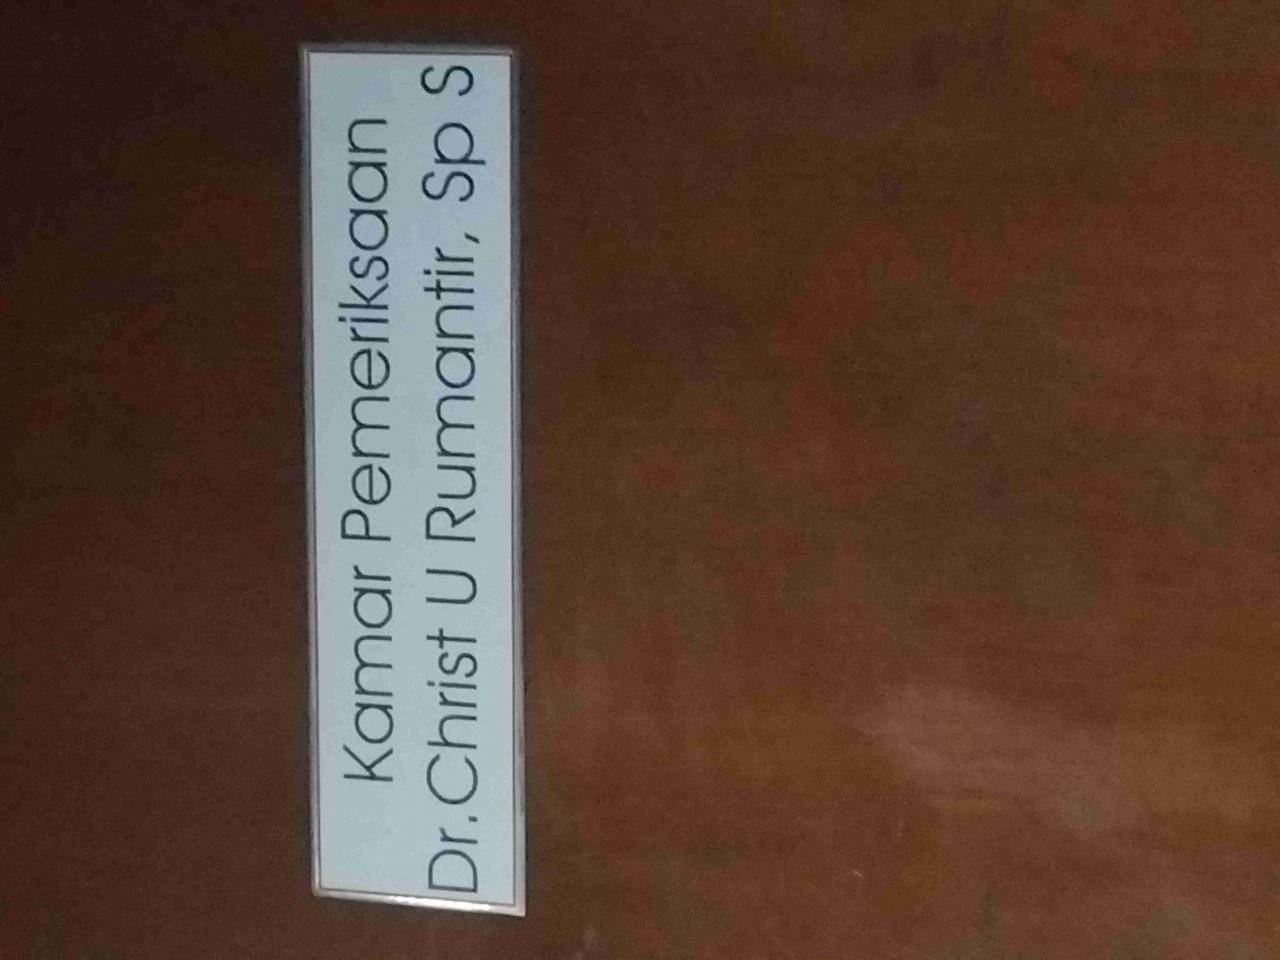 Kamar Pemeriksaan
Dr.Christ U Rumantir, Sp S